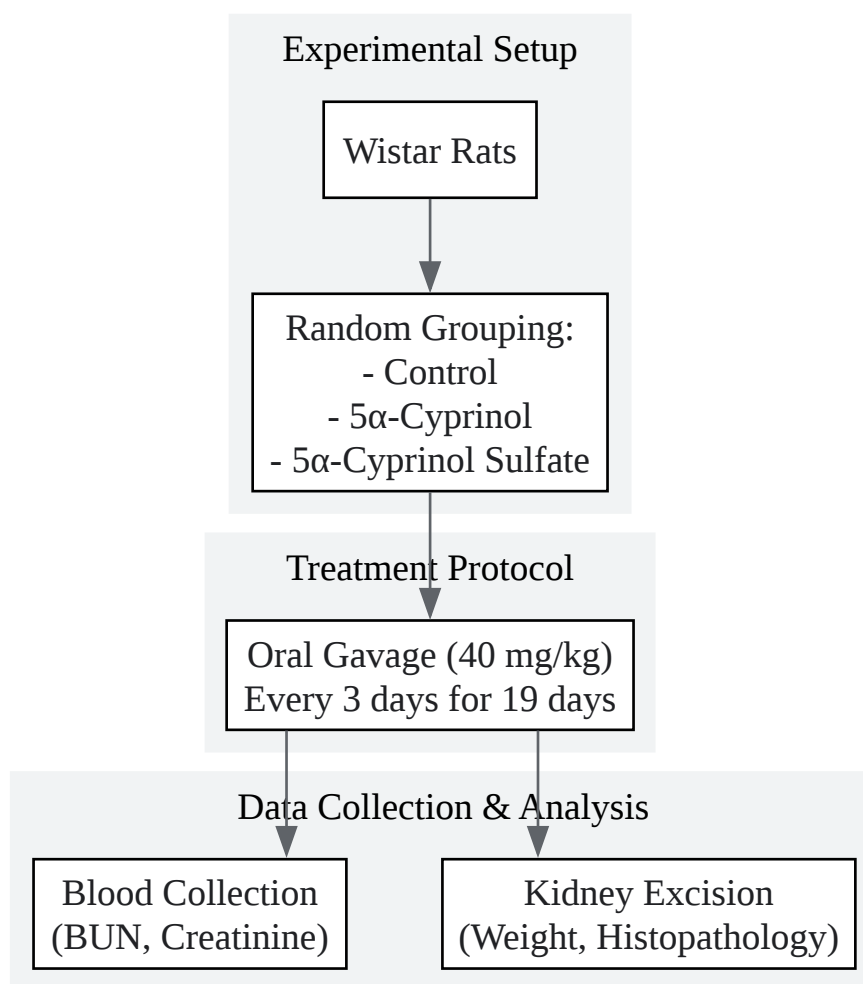 Experimental Setup
Wistar Rats
Random Grouping:
- Control
- 5α-Cyprinol
- 5α-Cyprinol Sulfate
Treatment Protocol
Oral Gavage (40 mg/kg)
Every 3 days for 19 days
Data Collection & Analysis
Blood Collection
(BUN, Creatinine)
Kidney Excision
(Weight, Histopathology)